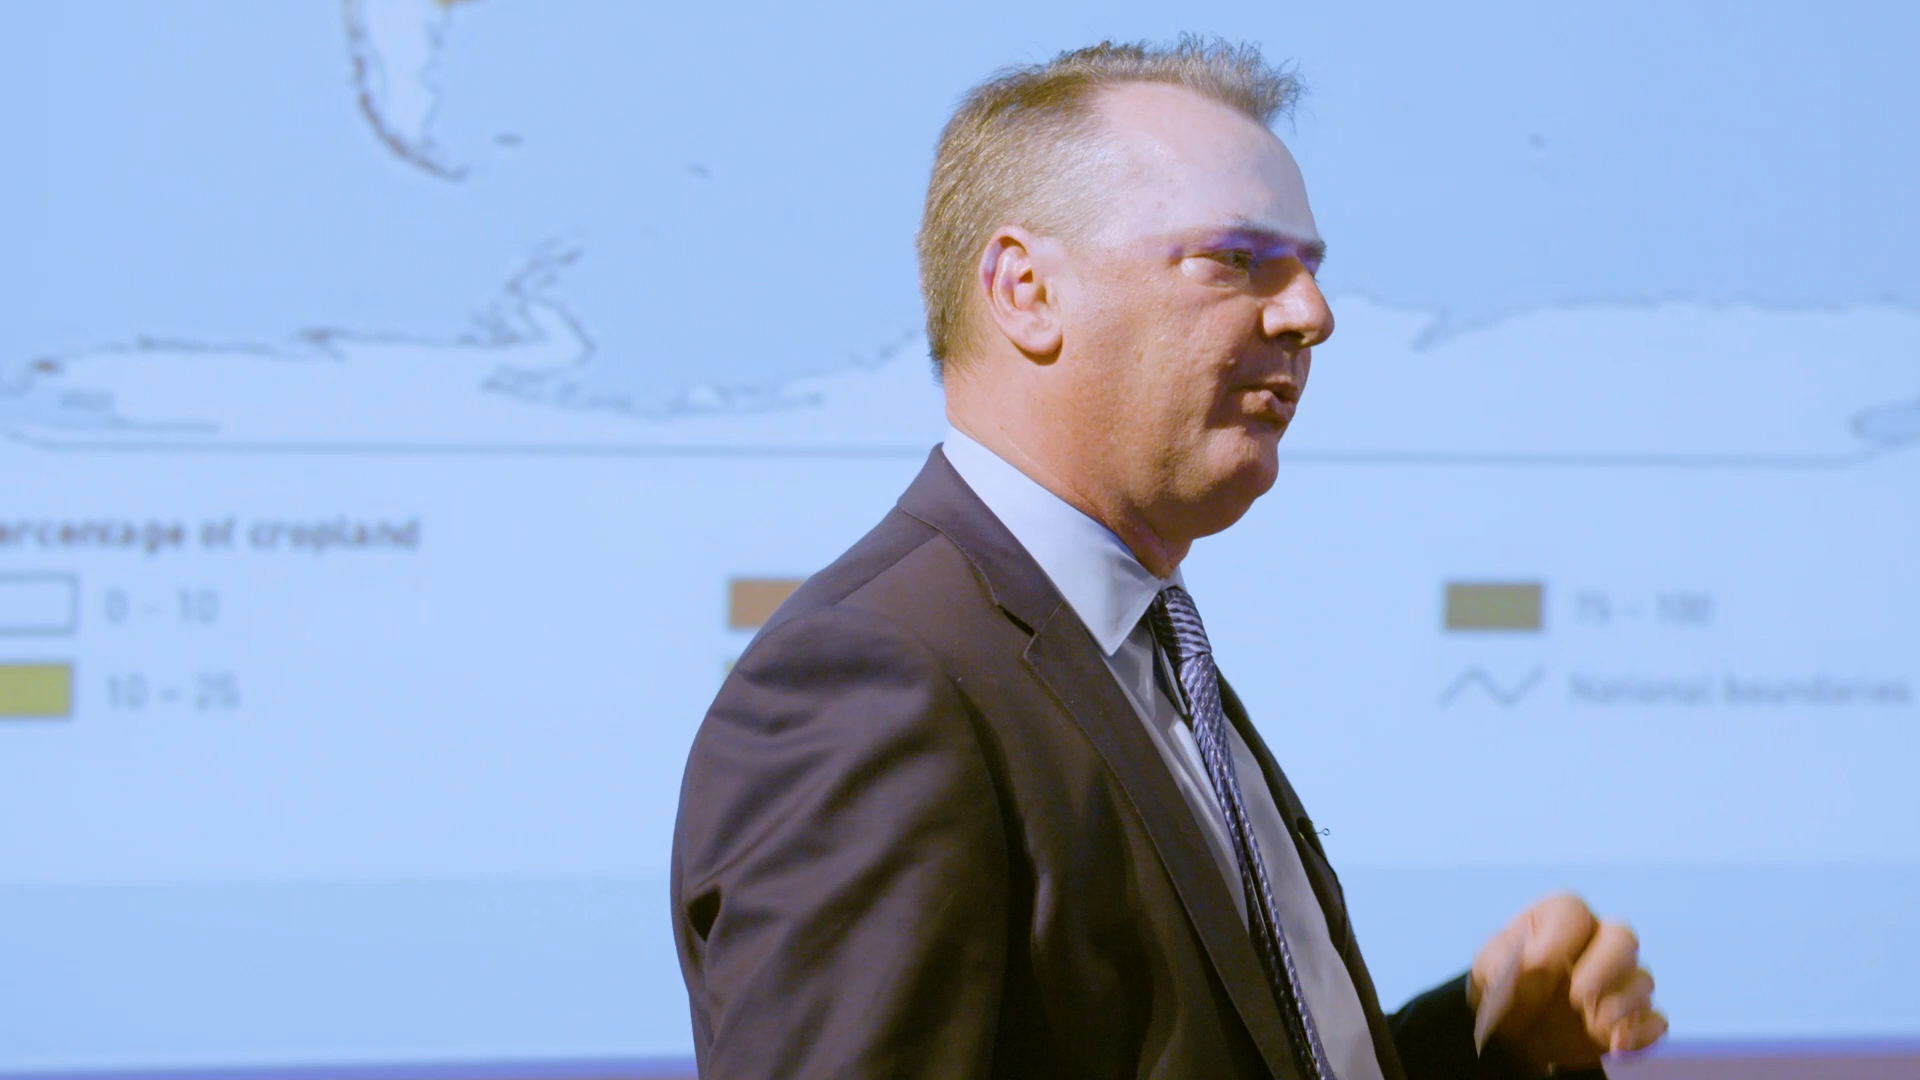 ercentage of cropland
0 - 10
10 - 25
75 - 100
National boundaries